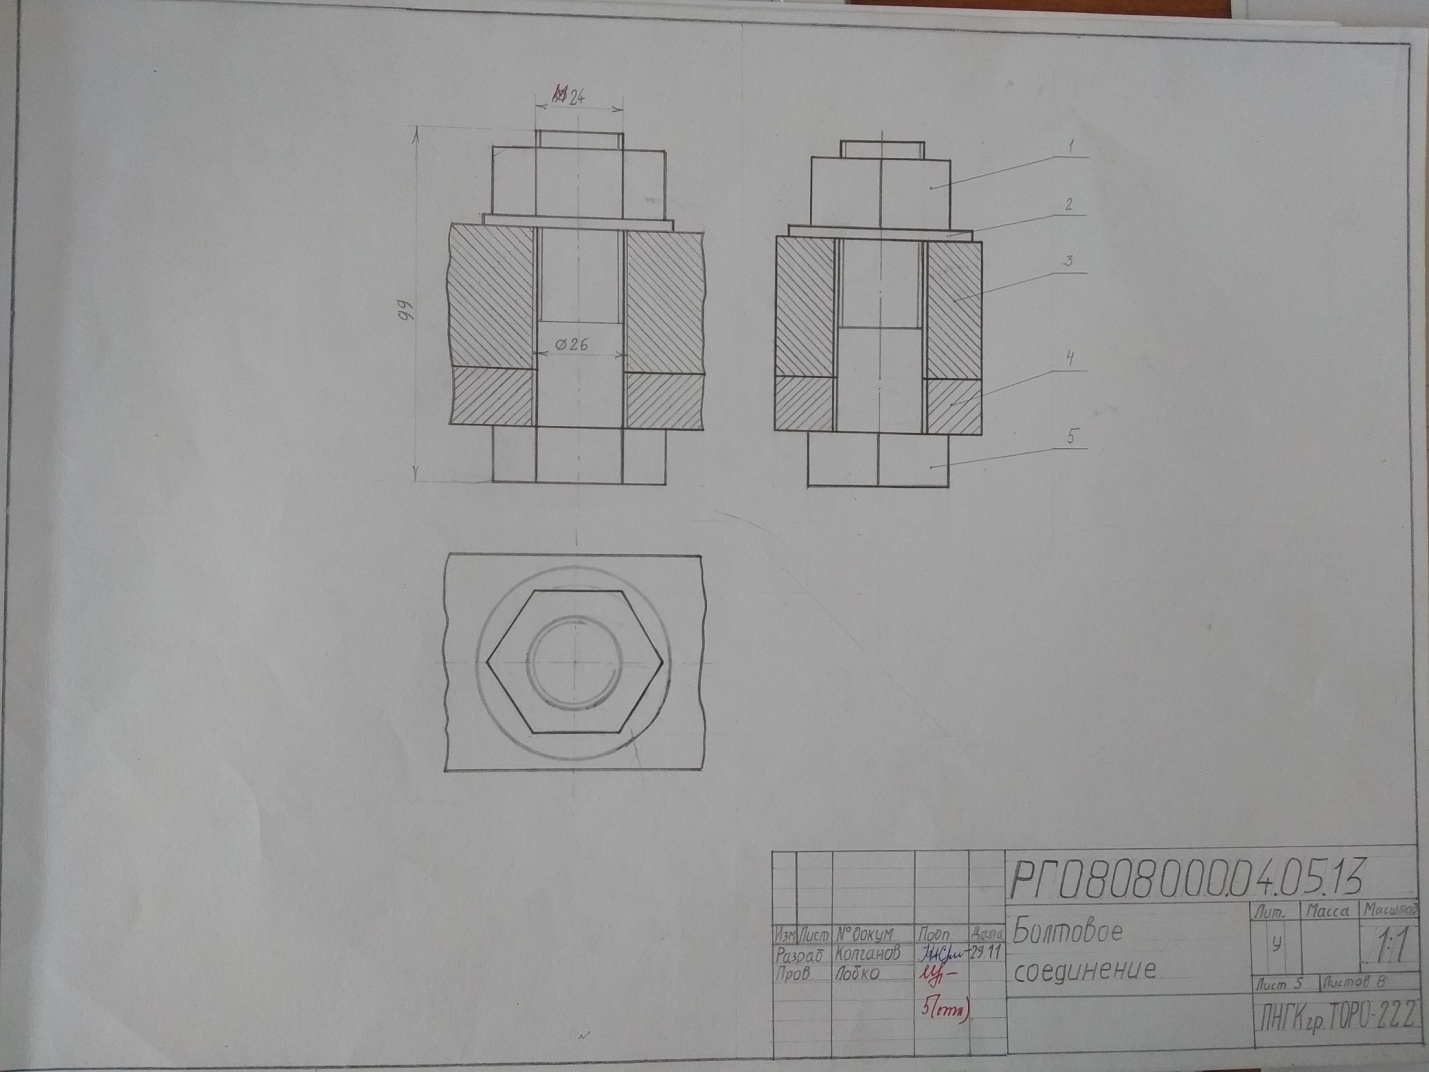 М24
1
2
3
4
5
99
⌀26
РГ0808000.04.05.13
Изм Лист № докум Подп Дата
Разраб Колганов 29.11
Пров Лобко
5(отл)
Болтовое
соединение
Лит. Масса Масштаб
У 1:1
Лист 5 Листов 8
ПНГК гр. ТОРО-222